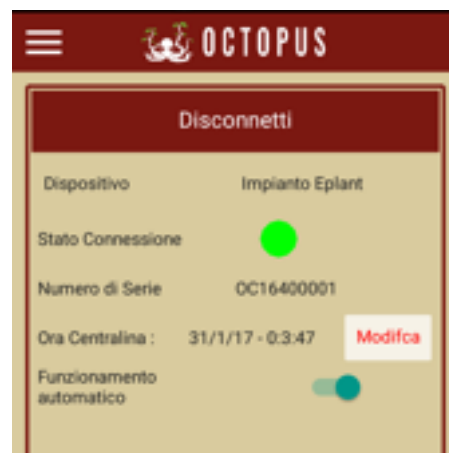 OCTOPUS
Disconnetti
Dispositivo Impianto Eplant
Stato Connessione
Numero di Serie OC16400001
Ora Centralina : 31/1/17 - 0:3:47 Modifca
Funzionamento
automatico